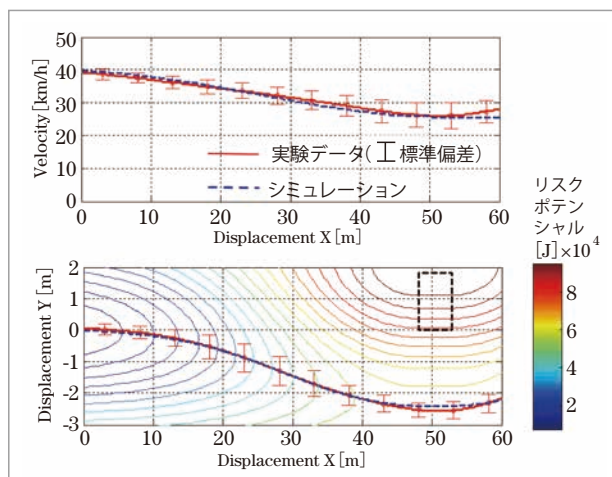 50
40
30
20
10
0
Velocity [km/h]
実験データ( 標準偏差)
シミュレーション
0 10 20 30 40 50 60
Displacement X [m]
リスク
ポテン
シャル
[J]×10⁴
8
6
4
2
2
1
0
-1
-2
-3
Displacement Y [m]
0 10 20 30 40 50 60
Displacement X [m]